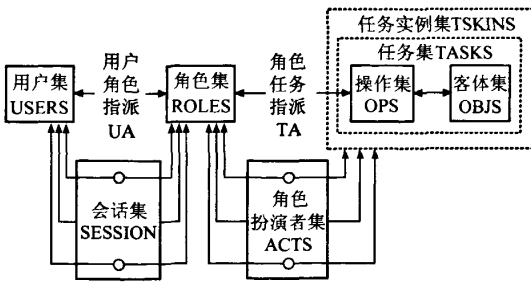 任务实例集TSKINS
任务集TASKS
用户集
USERS
用户
角色
指派
UA
角色集
ROLES
角色
任务
指派
TA
操作集
OPS
客体集
OBJS
会话集
SESSION
角色
扮演者集
ACTS